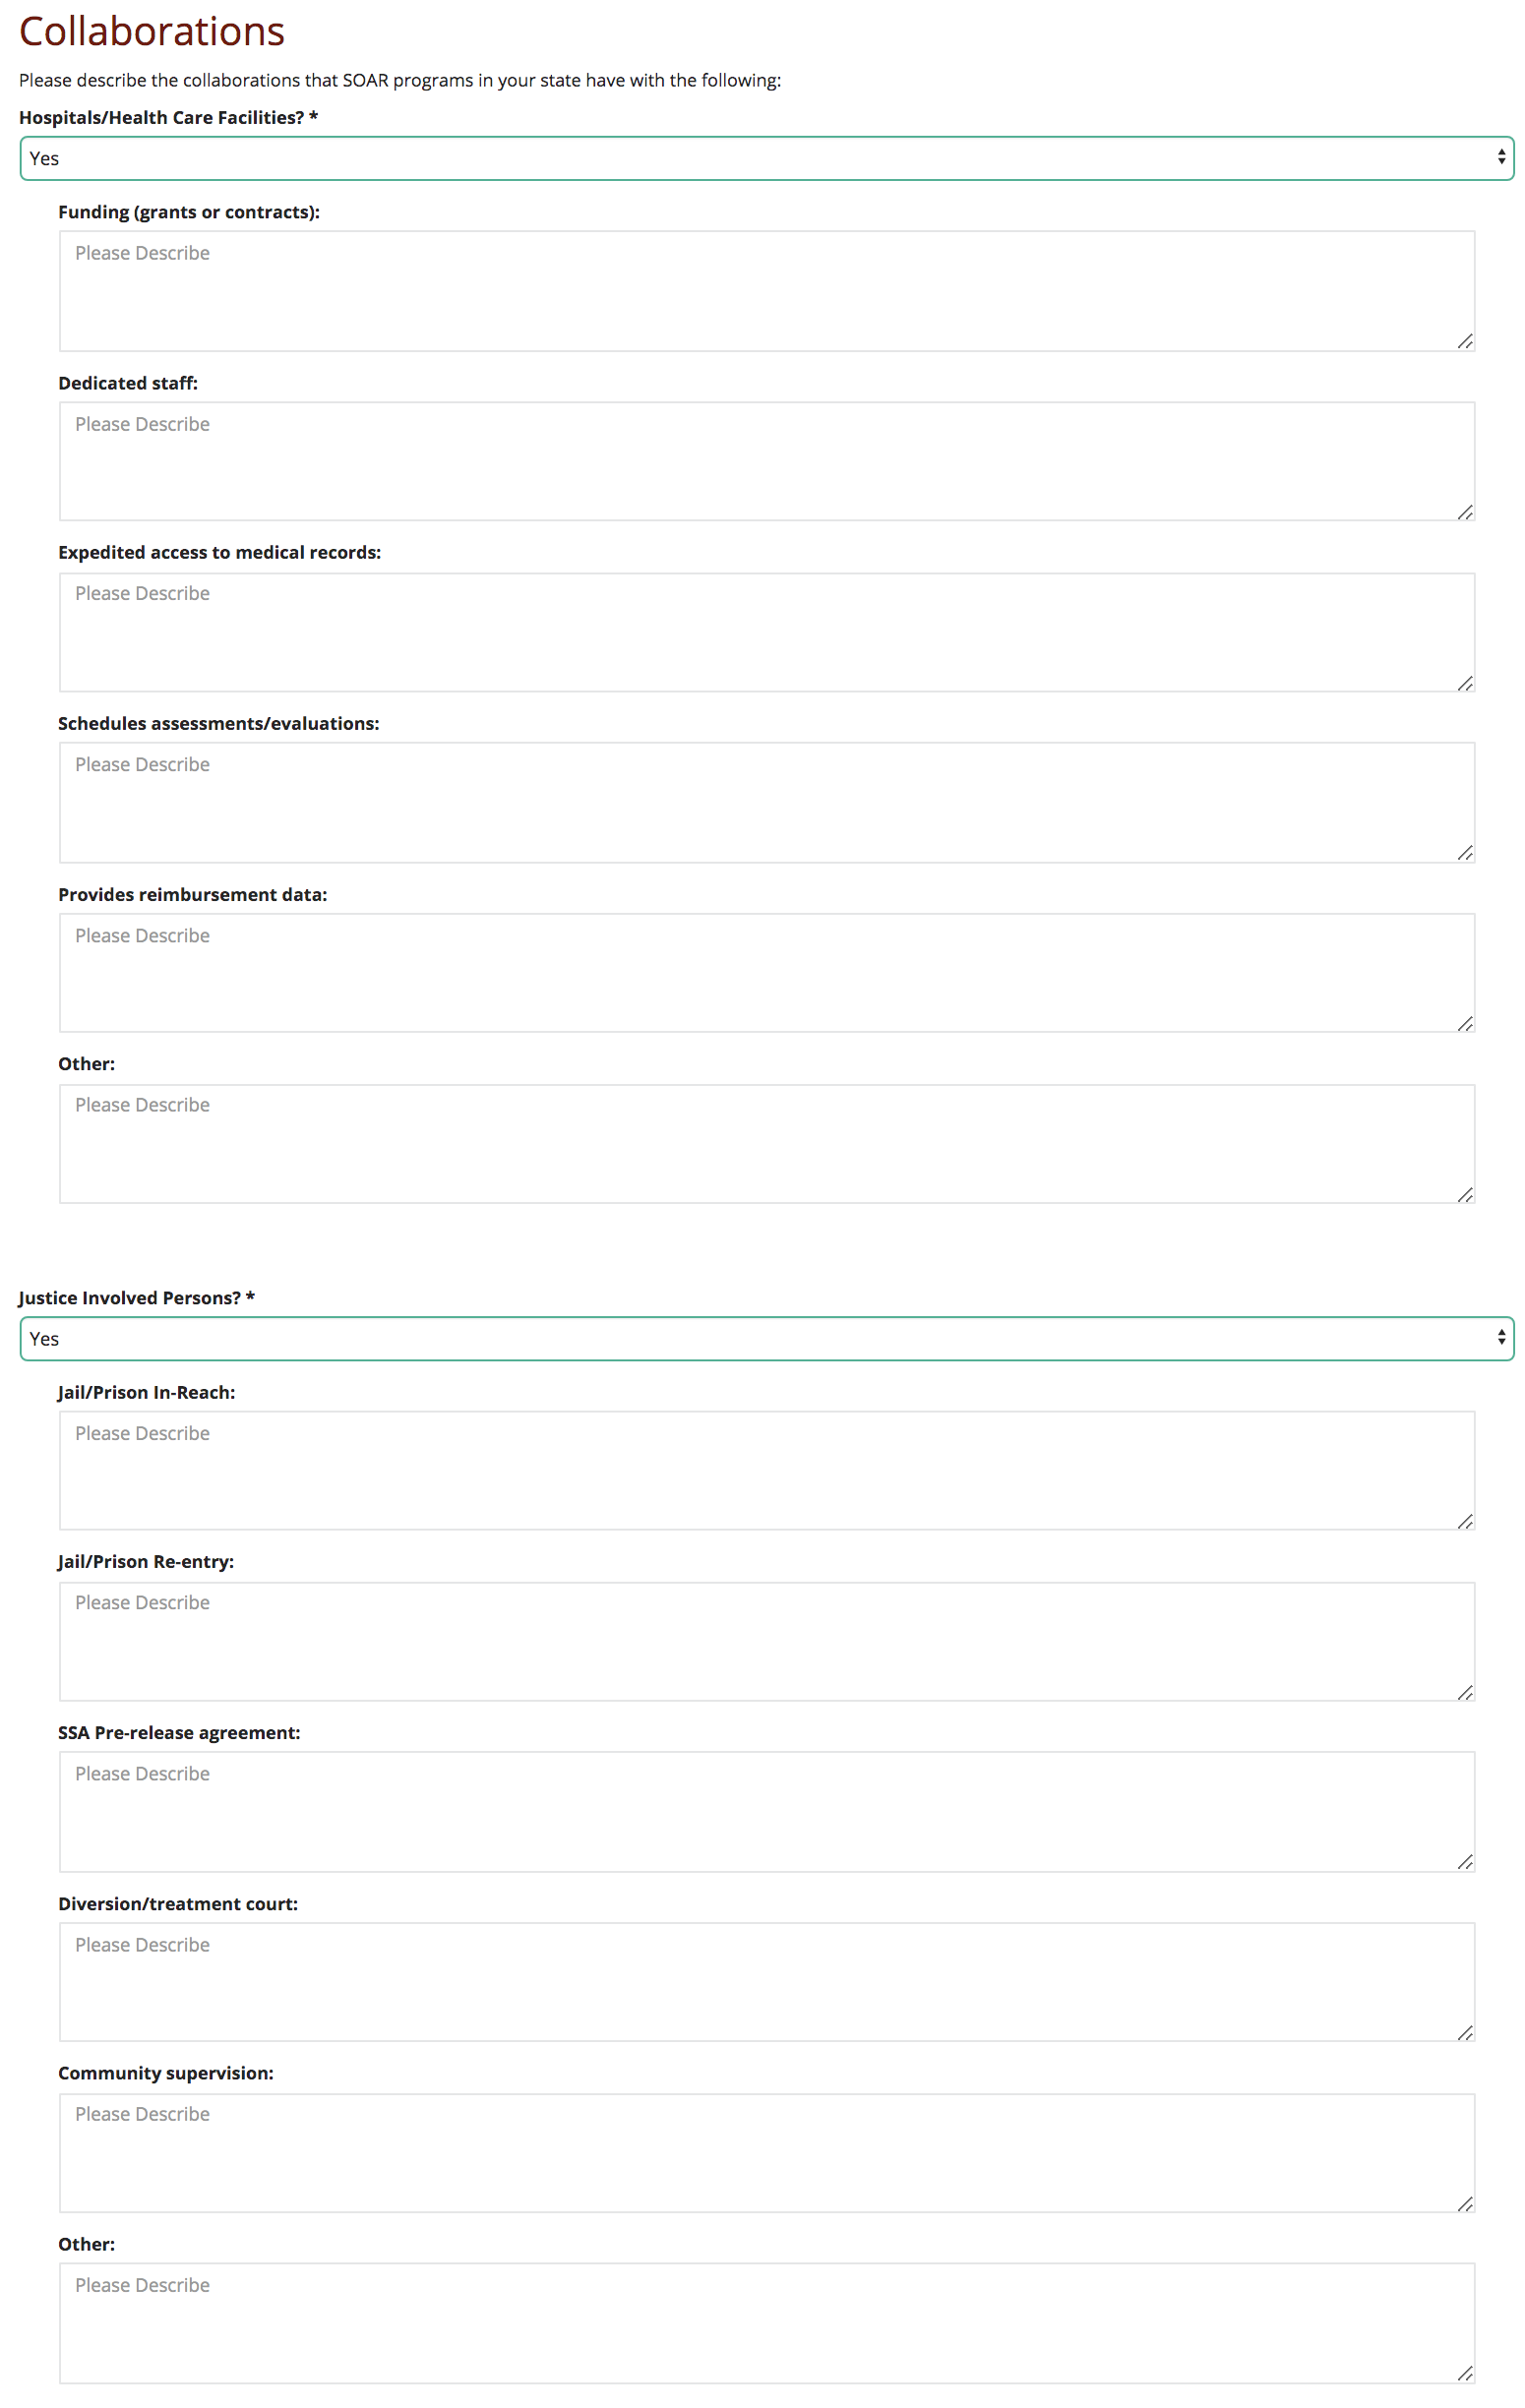 Collaborations
Please describe the collaborations that SOAR programs in your state have with the following:
Hospitals/Health Care Facilities? *
Yes
Funding (grants or contracts):
Please Describe
Dedicated staff:
Please Describe
Expedited access to medical records:
Please Describe
Schedules assessments/evaluations:
Please Describe
Provides reimbursement data:
Please Describe
Other:
Please Describe
Justice Involved Persons? *
Yes
Jail/Prison In-Reach:
Please Describe
Jail/Prison Re-entry:
Please Describe
SSA Pre-release agreement:
Please Describe
Diversion/treatment court:
Please Describe
Community supervision:
Please Describe
Other:
Please Describe